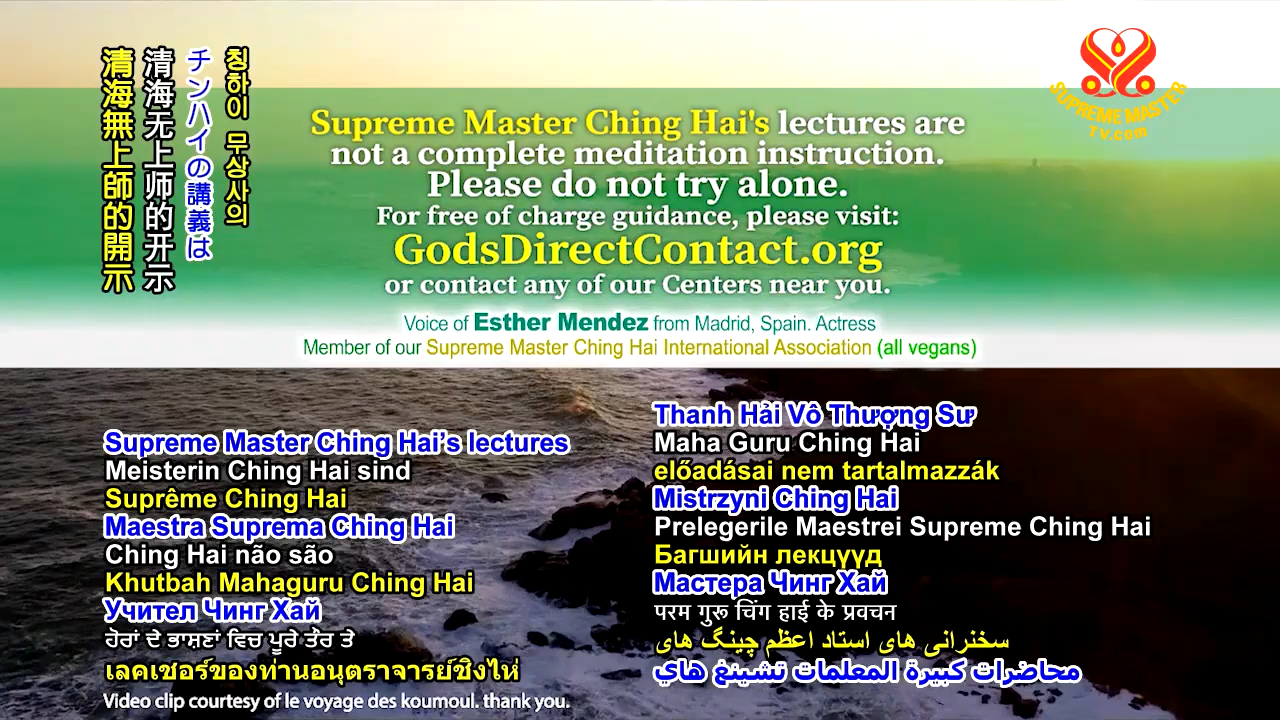 칭하이 무상사의
チンハイの講義は
清海无上师的开示
清海無上師的開示
SUPREME MASTER
TV.com
Supreme Master Ching Hai's lectures are
not a complete meditation instruction.
Please do not try alone.
For free of charge guidance, please visit:
GodsDirectContact.org
or contact any of our Centers near you.
Voice of Esther Mendez from Madrid, Spain. Actress
Member of our Supreme Master Ching Hai International Association (all vegans)
Supreme Master Ching Hai’s lectures
Meisterin Ching Hai sind
Suprême Ching Hai
Maestra Suprema Ching Hai
Ching Hai não são
Khutbah Mahaguru Ching Hai
Учител Чинг Хай
ਹੇਰਾਂ ਦੇ ਭਾਸ਼ਣਾਂ ਵਿਚ ਪੂਰੇ ਤੌਰ ਤੇ
เลคเชอร์ของท่านอนุตราจารย์ชิงไห่
Thanh Hải Vô Thượng Sư
Maha Guru Ching Hai
előadásai nem tartalmazzák
Mistrzyni Ching Hai
Prelegerile Maestrei Supreme Ching Hai
Багшийн лекцүүд
Мастера Чинг Хай
परम गुरू चिंग हाई के प्रवचन
سخنرانی های استاد اعظم چینگ های
محاضرات كبيرة المعلمات تشينغ هاي
Video clip courtesy of le voyage des koumoul. thank you.